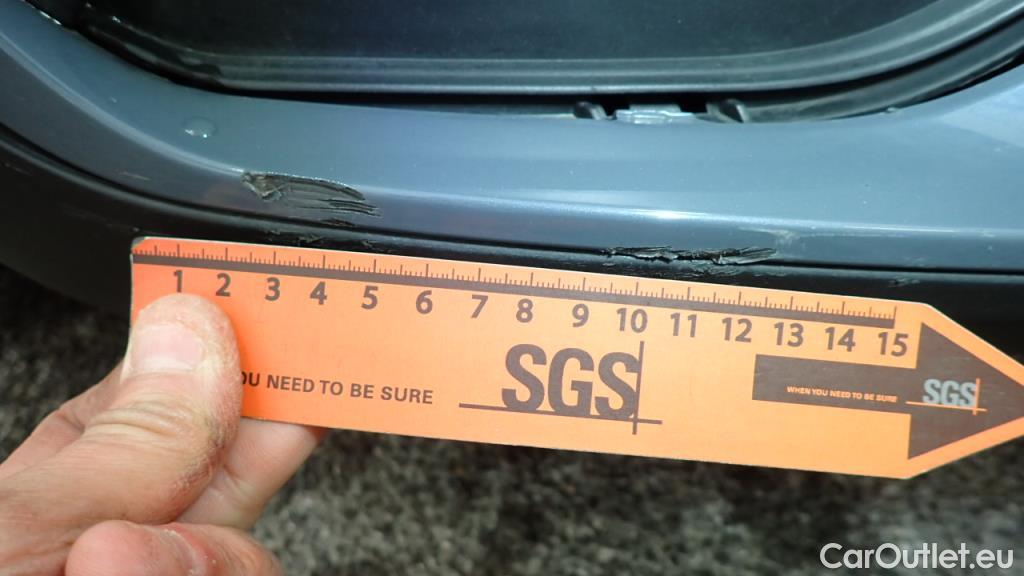 1 2 3 4 5 6 7 8 9 10 11 12 13 14 15
OU NEED TO BE SURE
SGS
WHEN YOU NEED TO BE SURE
SGS
CarOutlet.eu